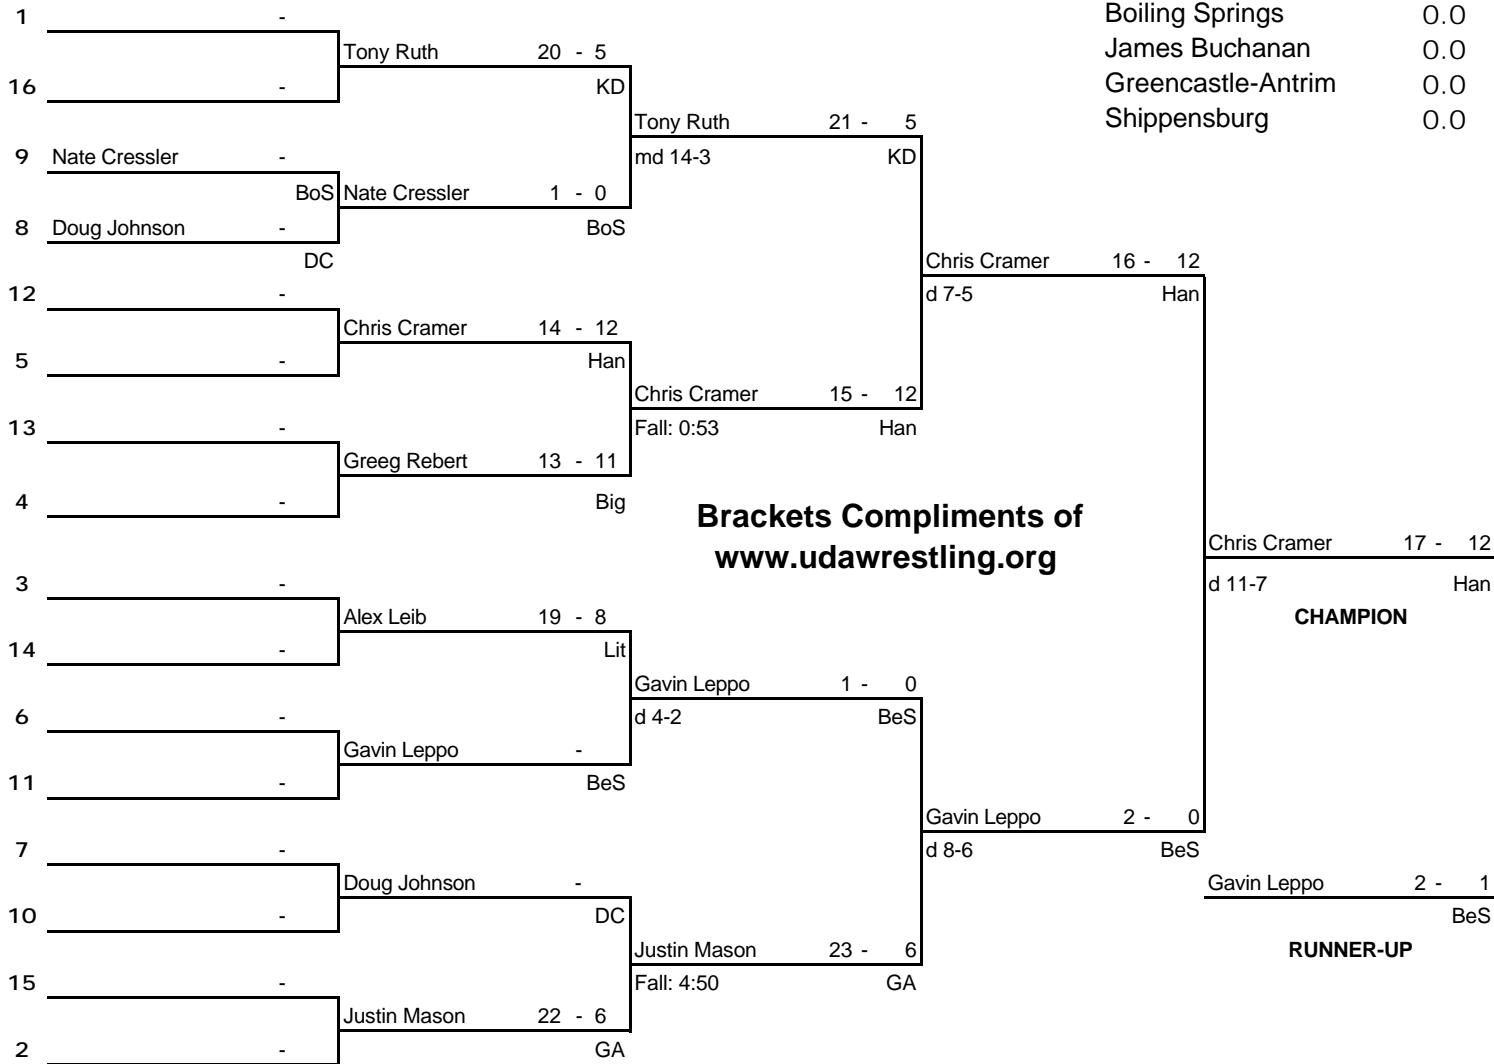 1 -
Boiling Springs 0.0
Tony Ruth 20 - 5
James Buchanan 0.0
16 -
KD
Greencastle-Antrim 0.0
Tony Ruth 21 - 5
Shippensburg 0.0
9 Nate Cressler -
md 14-3 KD
BoS Nate Cressler 1 - 0
8 Doug Johnson -
BoS
DC
Chris Cramer 16 - 12
12 -
d 7-5 Han
Chris Cramer 14 - 12
5 -
Han
Chris Cramer 15 - 12
13 -
Fall: 0:53 Han
Greeg Rebert 13 - 11
4 -
Big
Brackets Compliments of
www.udawrestling.org
Chris Cramer 17 - 12
3 -
d 11-7 Han
Alex Leib 19 - 8
CHAMPION
14 -
Lit
Gavin Leppo 1 - 0
6 -
d 4-2 BeS
Gavin Leppo -
11 -
BeS
Gavin Leppo 2 - 0
7 -
d 8-6 BeS
Doug Johnson -
Gavin Leppo 2 - 1
10 -
DC
BeS
Justin Mason 23 - 6
RUNNER-UP
15 -
Fall: 4:50 GA
Justin Mason 22 - 6
2 -
GA